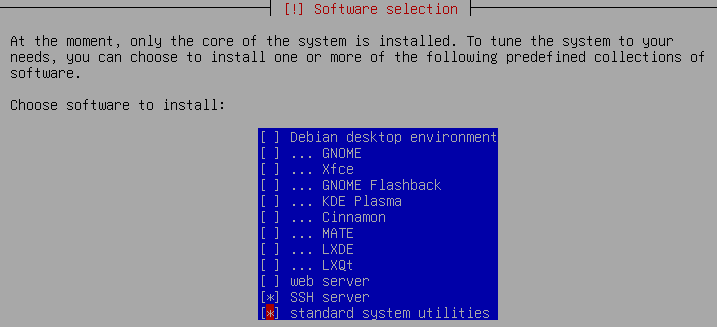 [!] Software selection
At the moment, only the core of the system is installed. To tune the system to your
needs, you can choose to install one or more of the following predefined collections of
software.
Choose software to install:
[ ] Debian desktop environment
[ ] ... GNOME
[ ] ... Xfce
[ ] ... GNOME Flashback
[ ] ... KDE Plasma
[ ] ... Cinnamon
[ ] ... MATE
[ ] ... LXDE
[ ] ... LXQt
[ ] web server
[*] SSH server
[*] standard system utilities